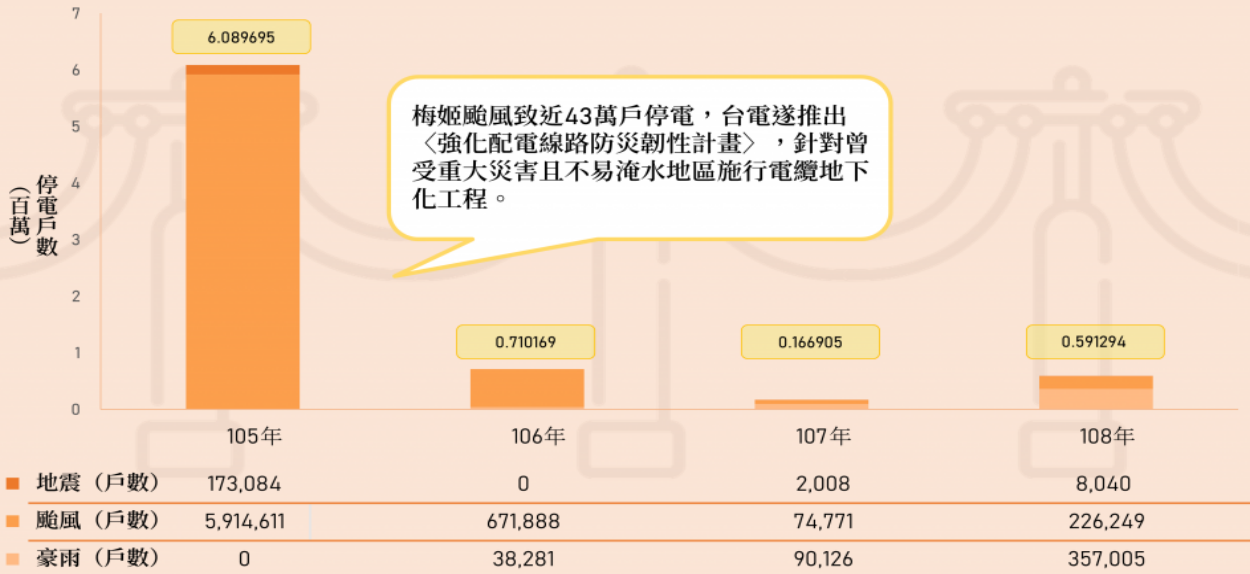 7
6
5
4
3
2
1
0
停電戶數
（百萬）
6.089695
0.710169
0.166905
0.591294
梅姬颱風致近43萬戶停電，台電遂推出
〈強化配電線路防災韌性計畫〉，針對曾
受重大災害且不易淹水地區施行電纜地下
化工程。
105年 106年 107年 108年
地震（戶數） 173,084 0 2,008 8,040
颱風（戶數） 5,914,611 671,888 74,771 226,249
豪雨（戶數） 0 38,281 90,126 357,005